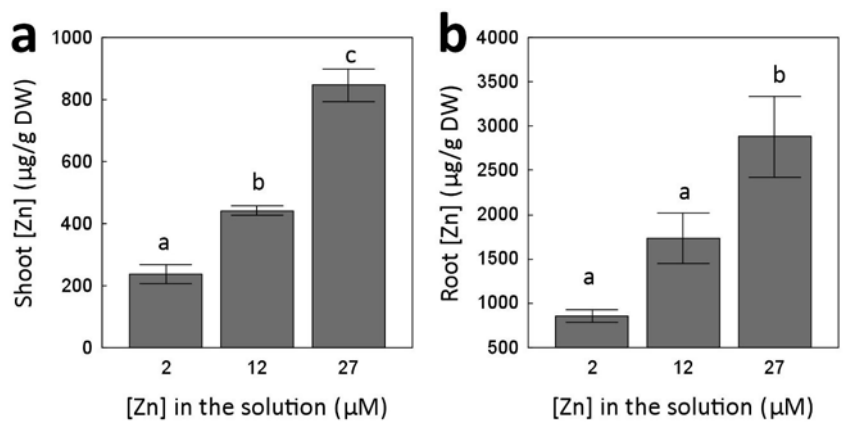 a
Shoot [Zn] (µg/g DW)
1000
800
600
400
200
0
a
b
c
2 12 27
[Zn] in the solution (µM)
b
Root [Zn] (µg/g DW)
4000
3500
3000
2500
2000
1500
1000
500
a
a
b
2 12 27
[Zn] in the solution (µM)